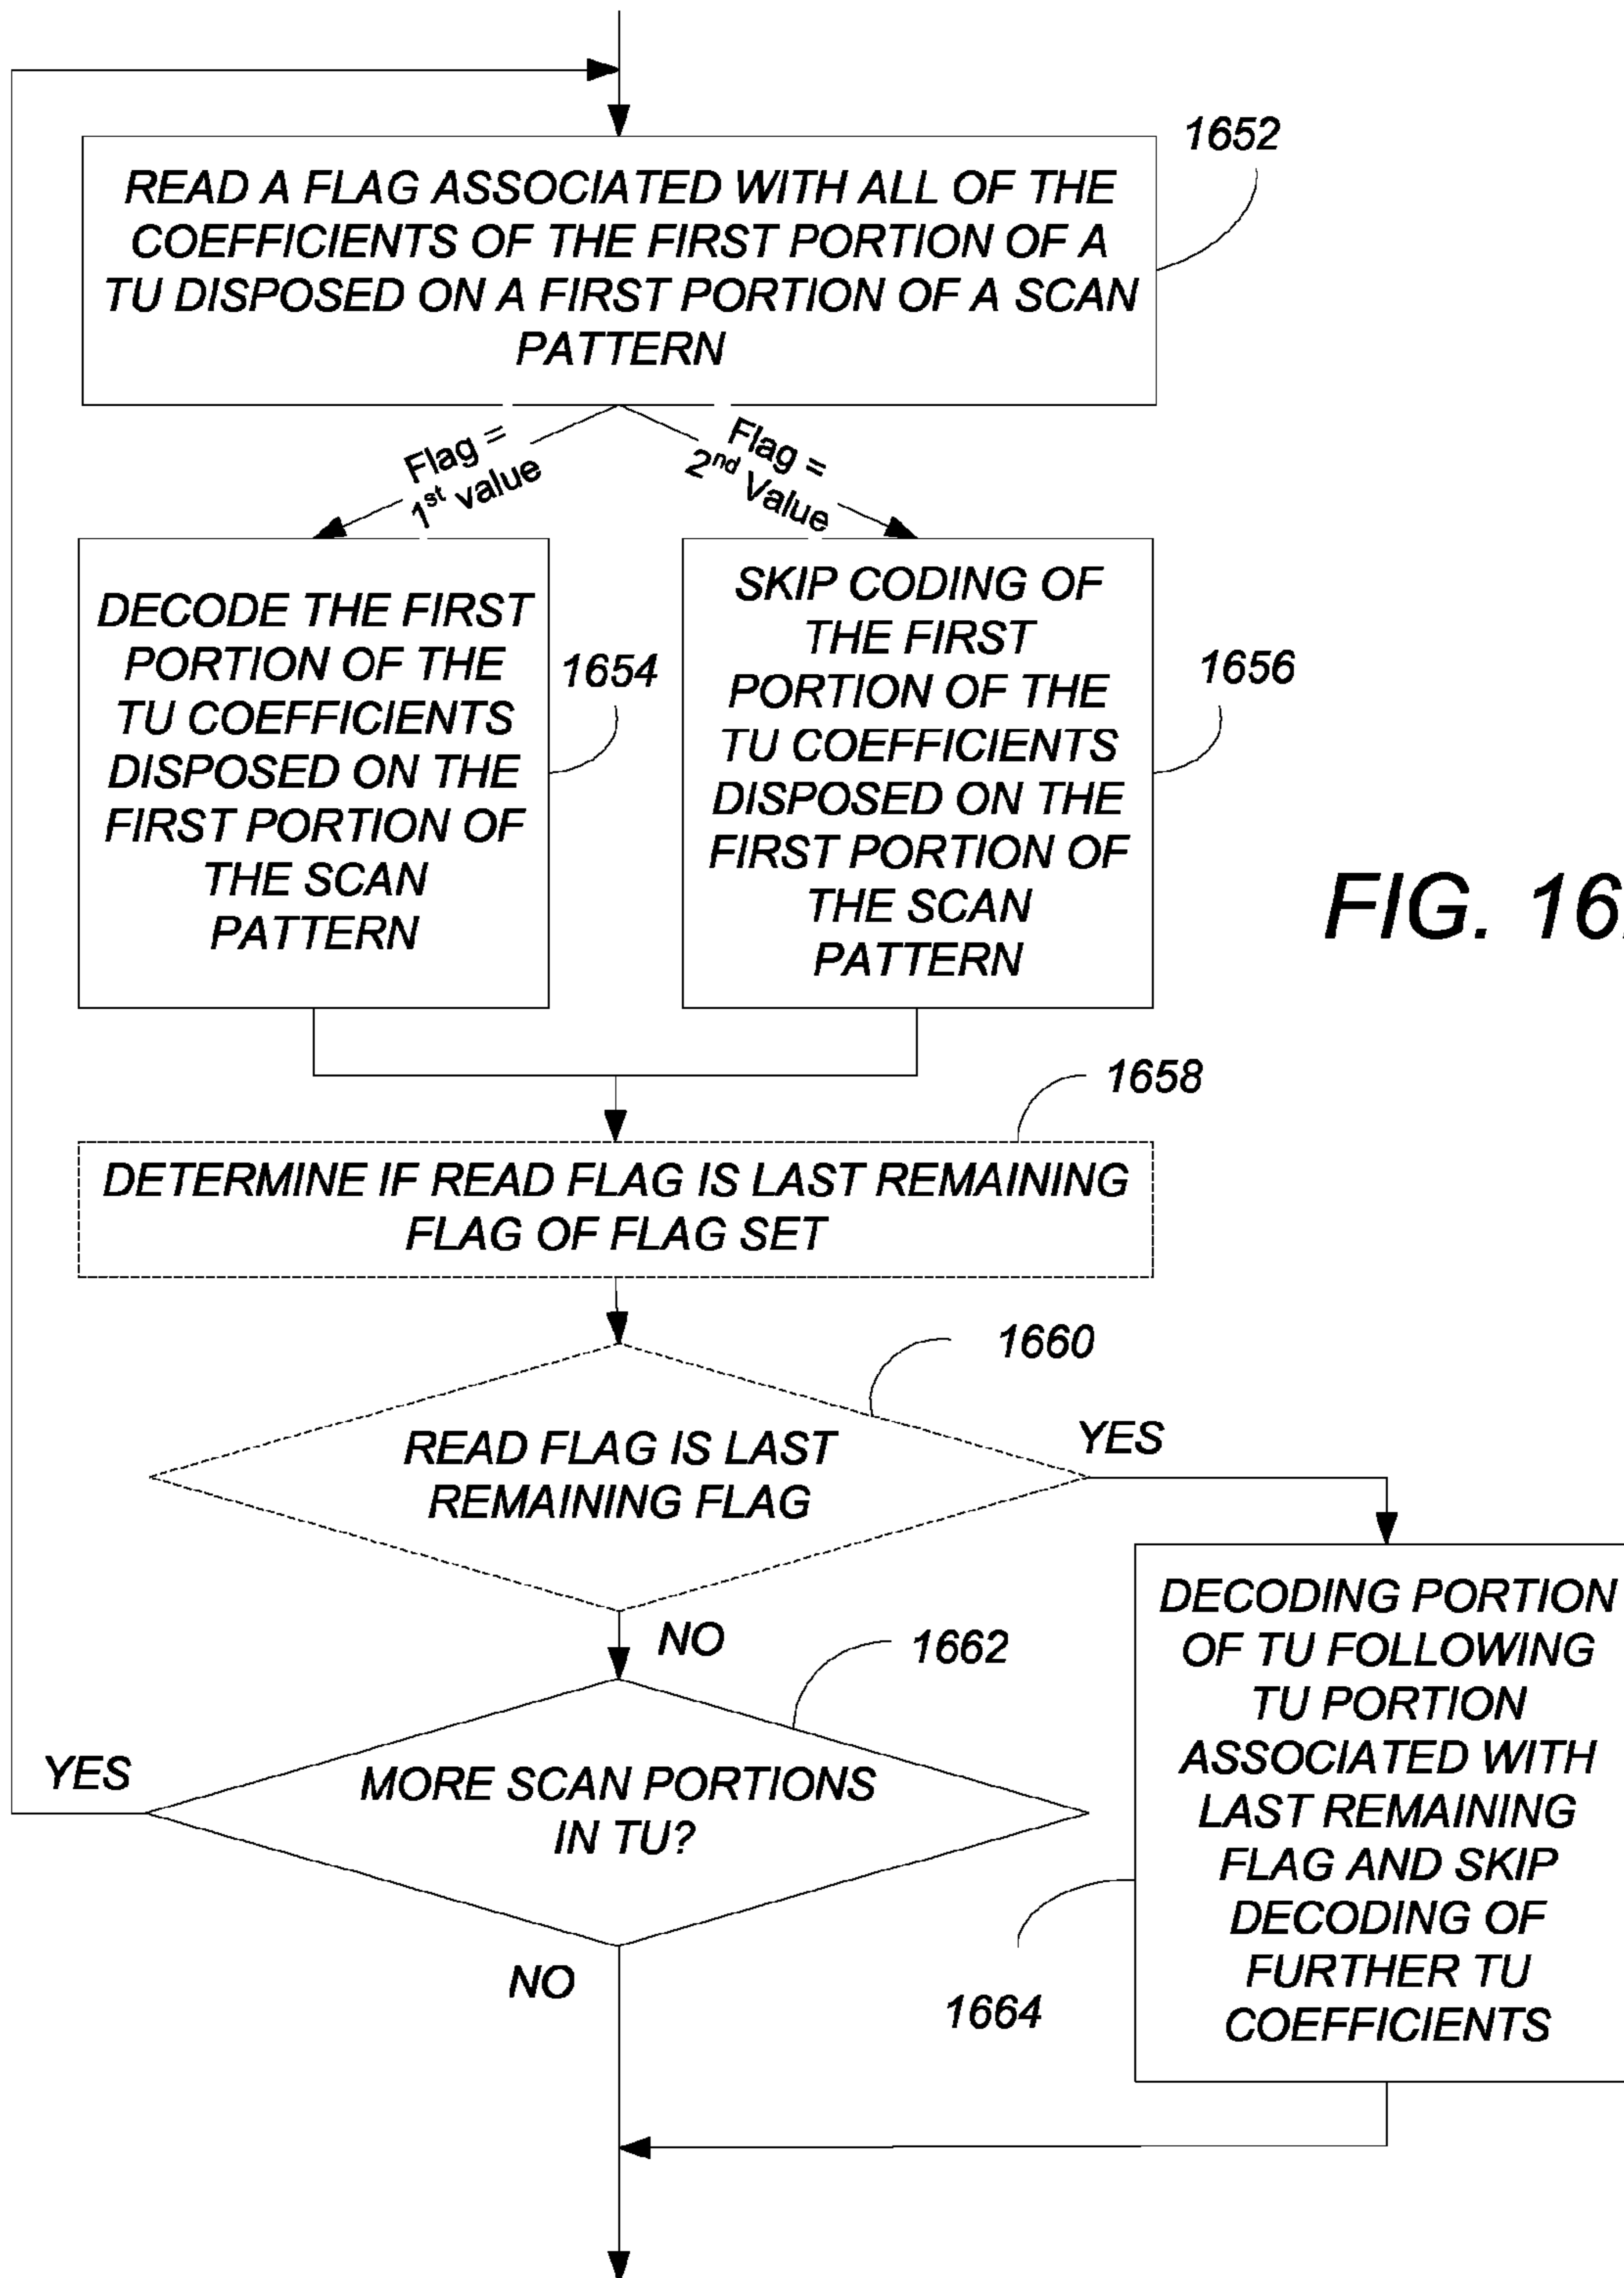 1652
READ A FLAG ASSOCIATED WITH ALL OF THE
COEFFICIENTS OF THE FIRST PORTION OF A
TU DISPOSED ON A FIRST PORTION OF A SCAN
PATTERN
Flag =
1st value
Flag =
2nd Value
DECODE THE FIRST
PORTION OF THE
TU COEFFICIENTS
DISPOSED ON THE
FIRST PORTION OF
THE SCAN
PATTERN
1654
SKIP CODING OF
THE FIRST
PORTION OF THE
TU COEFFICIENTS
DISPOSED ON THE
FIRST PORTION OF
THE SCAN
PATTERN
1656
FIG. 16
1658
DETERMINE IF READ FLAG IS LAST REMAINING
FLAG OF FLAG SET
1660
READ FLAG IS LAST
REMAINING FLAG
YES
NO
1662
MORE SCAN PORTIONS
IN TU?
YES
NO
DECODING PORTION
OF TU FOLLOWING
TU PORTION
ASSOCIATED WITH
LAST REMAINING
FLAG AND SKIP
DECODING OF
FURTHER TU
COEFFICIENTS
1664